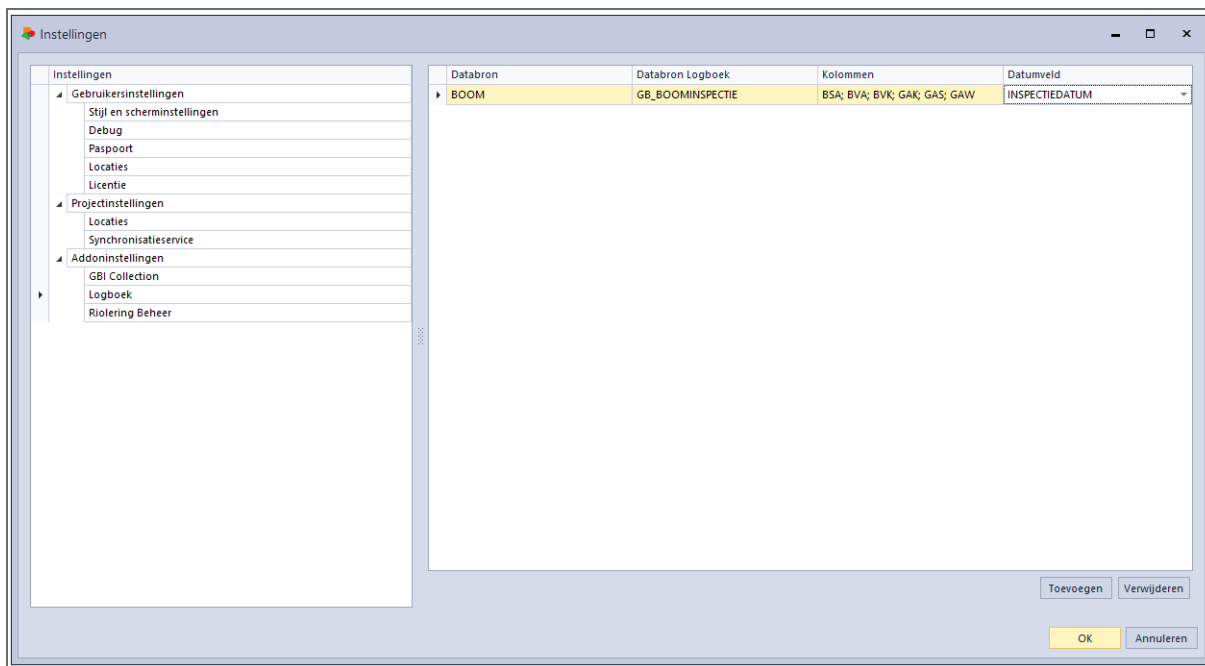 Instellingen
Instellingen
Gebruikersinstellingen
Stijl en scherminstellingen
Debug
Paspoort
Locaties
Licentie
Projectinstellingen
Locaties
Synchronisatieservice
Addoninstellingen
GBI Collection
Logboek
Riolering Beheer
Databron Databron Logboek Kolommen Datumveld
BOOM GB_BOOMINSPECTIE BSA; BVA; BVK; GAK; GAS; GAW INSPECTIEDATUM
Toevoegen Verwijderen
OK Annuleren